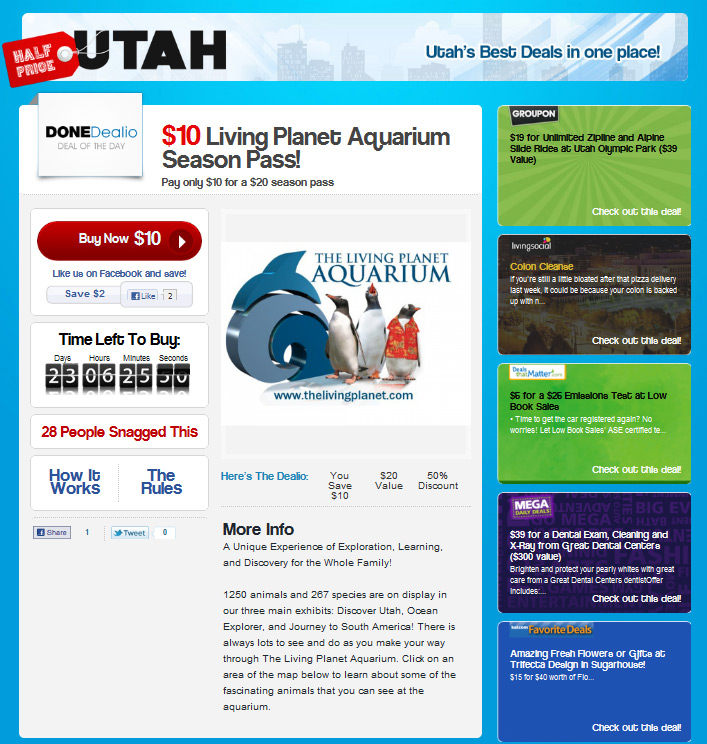 HALF PRICE UTAH
Utah's Best Deals in one place!
DONEDealio
DEAL OF THE DAY
$10 Living Planet Aquarium
Season Pass!
Pay only $10 for a $20 season pass
Buy Now $10
Like us on Facebook and save!
Save $2
Like 2
Time Left To Buy:
Days Hours Minutes Seconds
23 06 25
28 People Snagged This
How It Works
The Rules
Share 1 Tweet 0
THE LIVING PLANET
AQUARIUM
www.thelivingplanet.com
Here's The Dealio: You Save $10 $20 Value 50% Discount
More Info
A Unique Experience of Exploration, Learning,
and Discovery for the Whole Family!
1250 animals and 267 species are on display in
our three main exhibits: Discover Utah, Ocean
Explorer, and Journey to South America! There is
always lots to see and do as you make your way
through The Living Planet Aquarium. Click on an
area of the map below to learn about some of the
fascinating animals that you can see at the
aquarium.
GROUPON
$19 for Unlimited Zipline and Alpine
Slide Rides at Utah Olympic Park ($39
Value)
Check out this deal!
livingsocial
Colon Cleanse
If you're still a little bloated after that pizza delivery
last week, it could be because your colon is backed
up with n...
Check out this deal!
Deals that Matter.com
$6 for a $26 Emissions Test at Low
Book Sales
• Time to get the car registered again? No
worries! Let Low Book Sales' ASE certified te...
Check out this deal!
MEGA
DAILY DEALS
$39 for a Dental Exam, Cleaning and
X-Ray from Great Dental Centers
($300 value)
Brighten and protect your pearly whites with great
care from a Great Dental Centers dentistOffer
Includes:...
Check out this deal!
Favorite Deals
Amazing Fresh Flowers or Gifts at
Trifecta Design in Sugarhouse!
$15 for $40 worth of Flo...
Check out this deal!